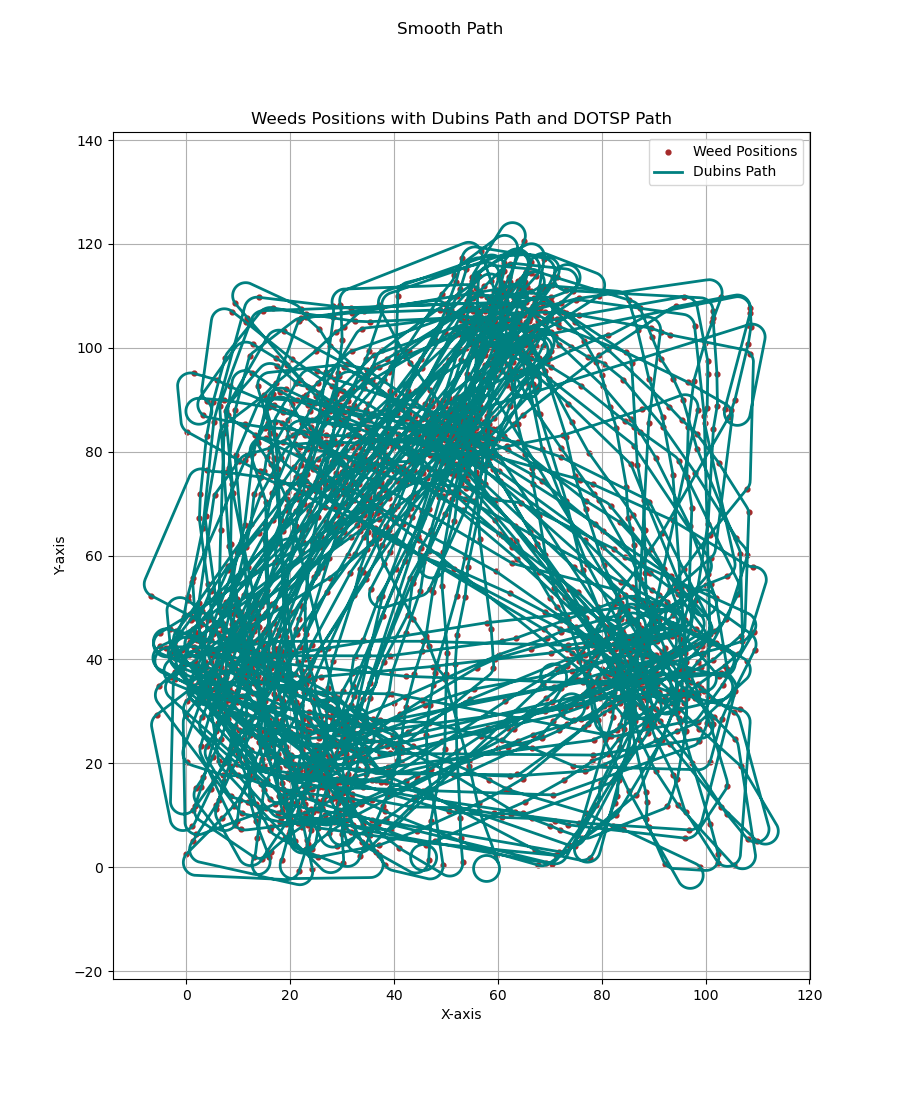 Smooth Path
Weeds Positions with Dubins Path and DOTSP Path
Weed Positions
Dubins Path
140
120
100
80
60
40
20
0
−20
Y-axis
0 20 40 60 80 100 120
X-axis